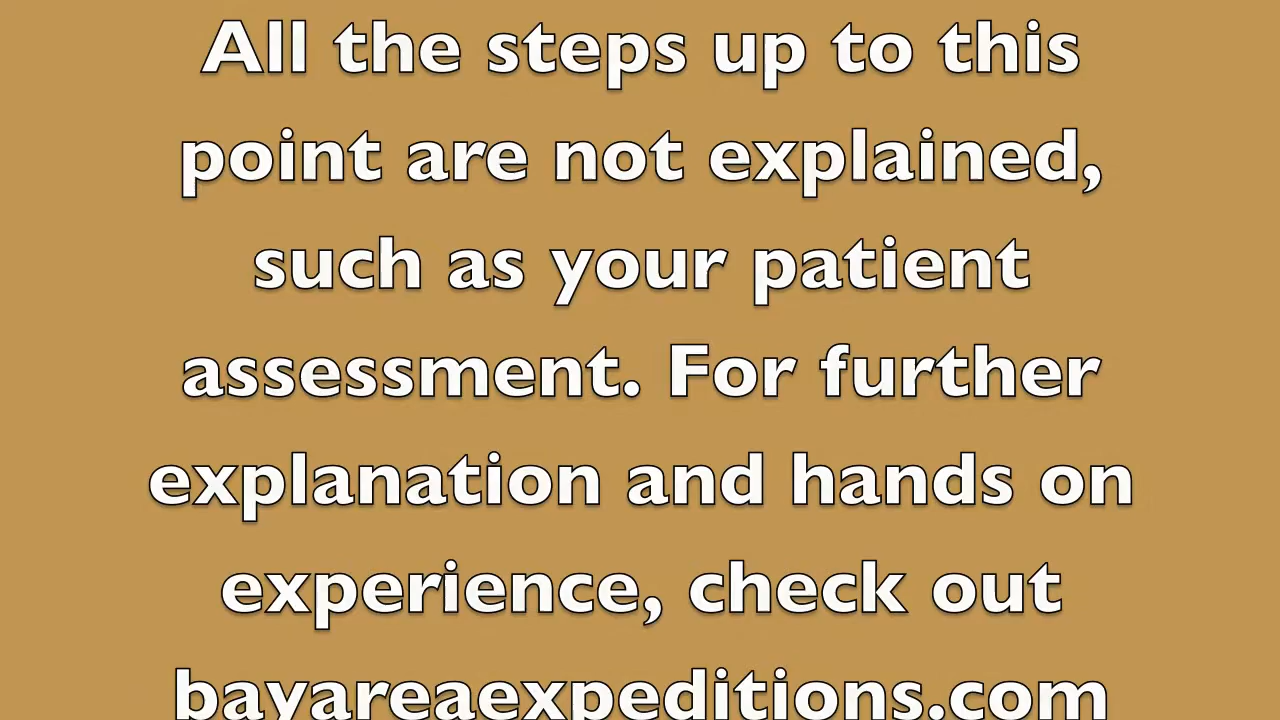 All the steps up to this
point are not explained,
such as your patient
assessment. For further
explanation and hands on
experience, check out
bayareaexpeditions.com